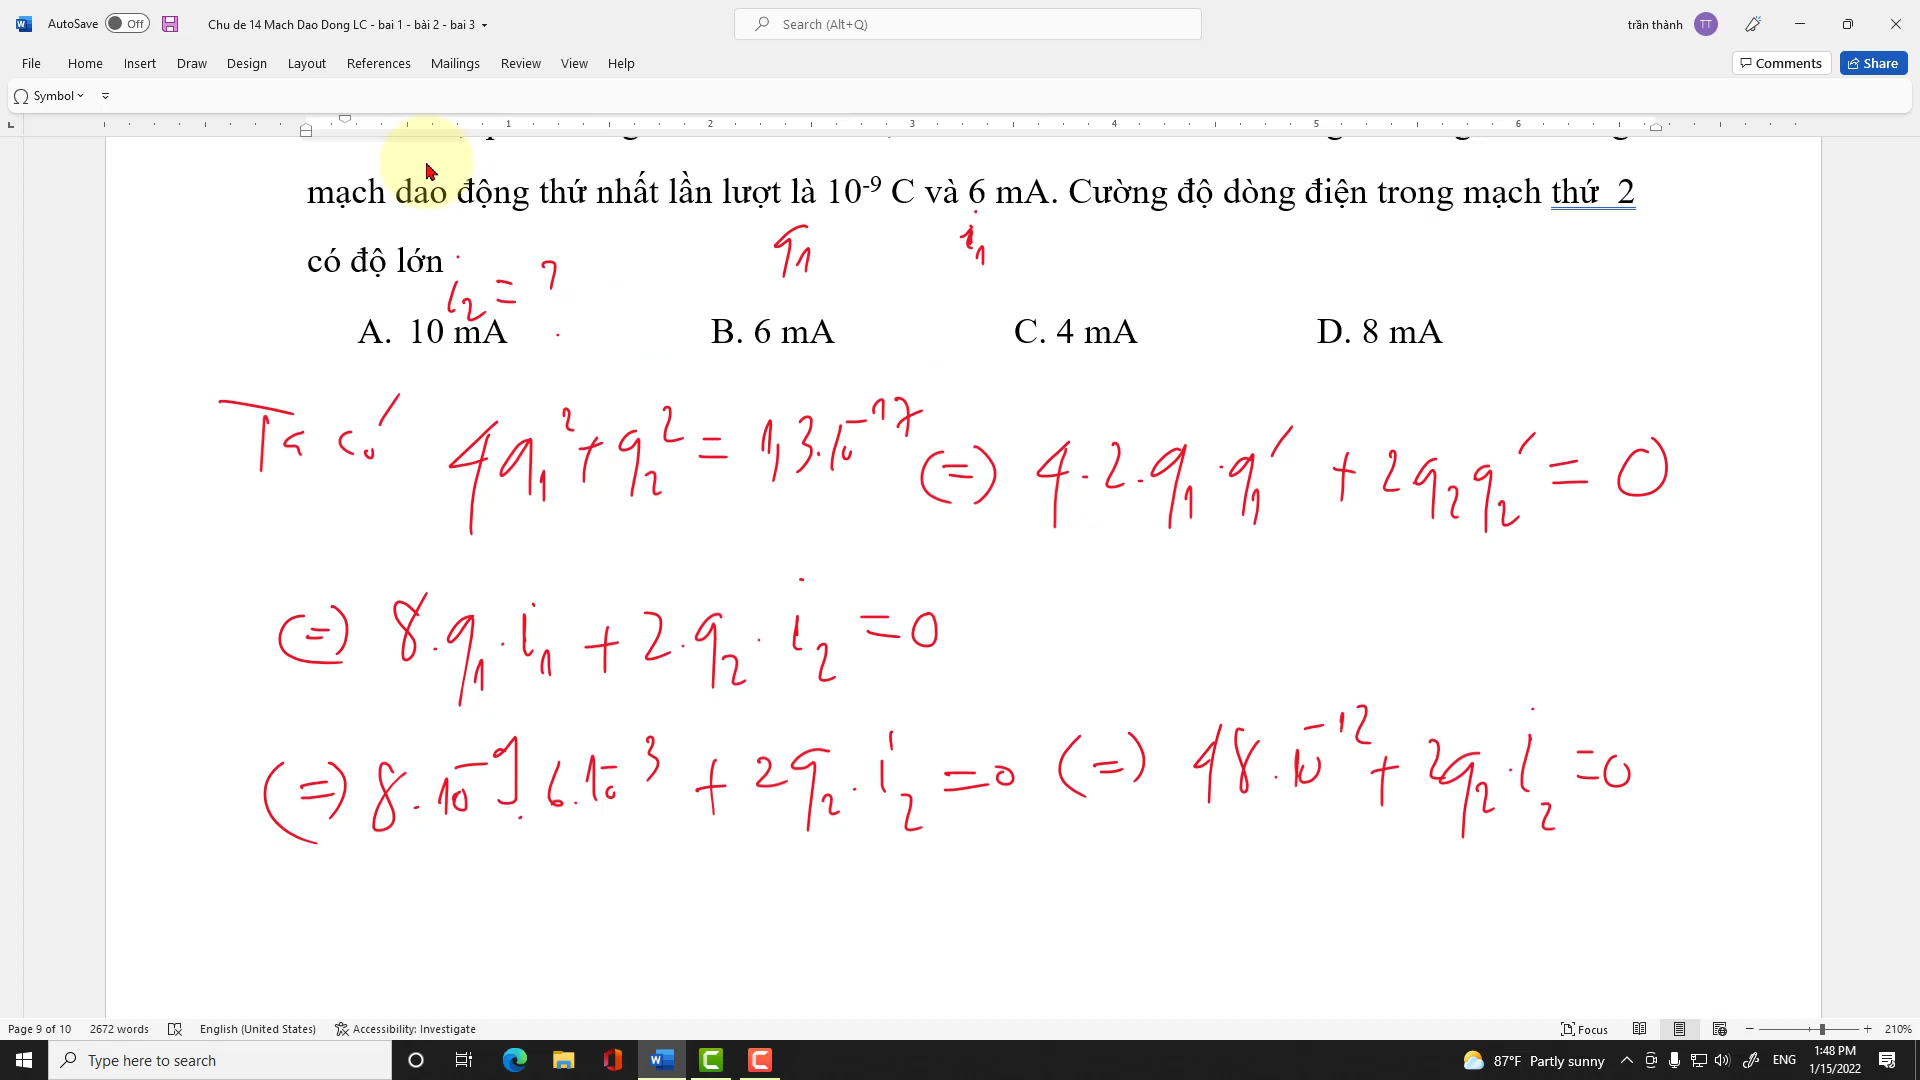 AutoSave Off Chu de 14 Mach Dao Dong LC - bai 1 - bài 2 - bai 3 Search (Alt+Q) trần thành TT
File Home Insert Draw Design Layout References Mailings Review View Help Comments Share
Symbol
1 2 3 4 5 6
mạch dao động thứ nhất lần lượt là 10⁻⁹ C và 6 mA. Cường độ dòng điện trong mạch thứ 2
q₁ i₁
có độ lớn
i₂ = ?
A. 10 mA B. 6 mA C. 4 mA D. 8 mA
Ta có 4q₁² + q₂² = 1,3.10⁻¹⁷ (=) 4.2.q₁.q₁' + 2q₂q₂' = 0
(=) 8.q₁.i₁ + 2.q₂.i₂ = 0
(=) 8.10⁻⁹.6.10⁻³ + 2q₂.i₂ = 0 (=) 48.10⁻¹² + 2q₂.i₂ = 0
Page 9 of 10 2672 words English (United States) Accessibility: Investigate Focus 210%
Type here to search 87°F Partly sunny ENG 1:48 PM
1/15/2022